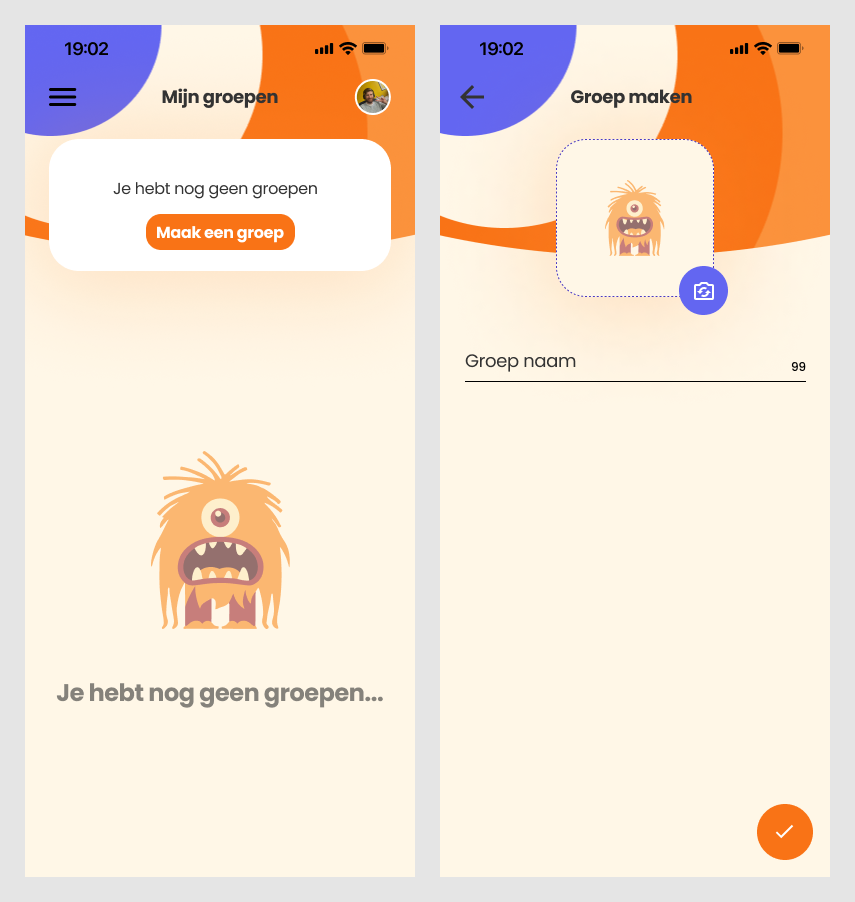 19:02
Mijn groepen
Je hebt nog geen groepen
Maak een groep
Je hebt nog geen groepen...
19:02
Groep maken
Groep naam
99